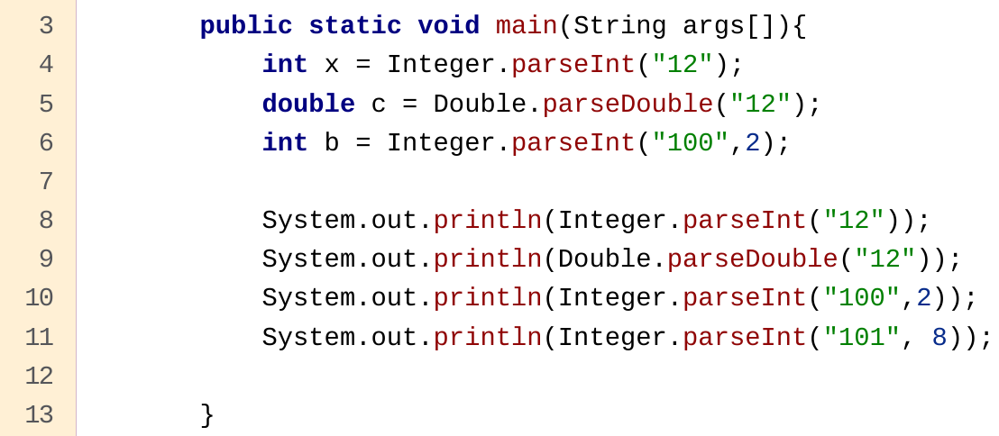 3 public static void main(String args[]){
4 int x = Integer.parseInt("12");
5 double c = Double.parseDouble("12");
6 int b = Integer.parseInt("100",2);
7
8 System.out.println(Integer.parseInt("12"));
9 System.out.println(Double.parseDouble("12"));
10 System.out.println(Integer.parseInt("100",2));
11 System.out.println(Integer.parseInt("101", 8));
12
13 }